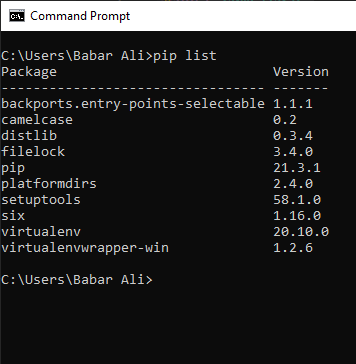 Command Prompt
C:\Users\Babar Ali>pip list
Package                           Version
--------------------------------- -------
backports.entry-points-selectable 1.1.1
camelcase                         0.2
distlib                           0.3.4
filelock                          3.4.0
pip                               21.3.1
platformdirs                      2.4.0
setuptools                        58.1.0
six                               1.16.0
virtualenv                        20.10.0
virtualenvwrapper-win             1.2.6
C:\Users\Babar Ali>